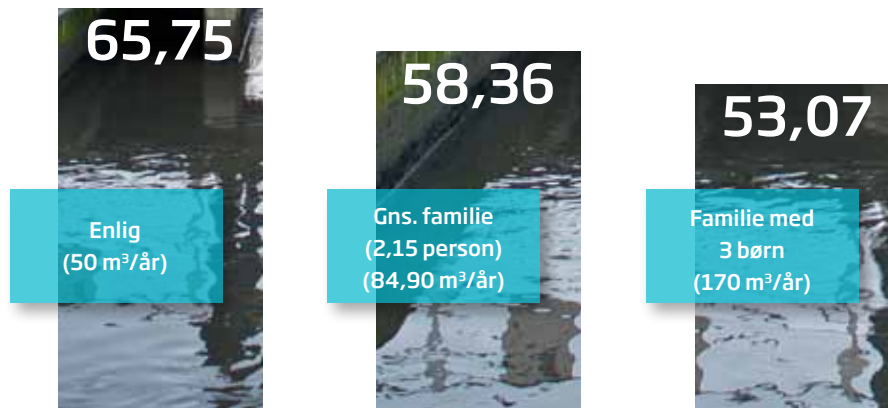 65,75
Enlig
(50 m³/år)
58,36
Gns. familie
(2,15 person)
(84,90 m³/år)
53,07
Familie med
3 børn
(170 m³/år)